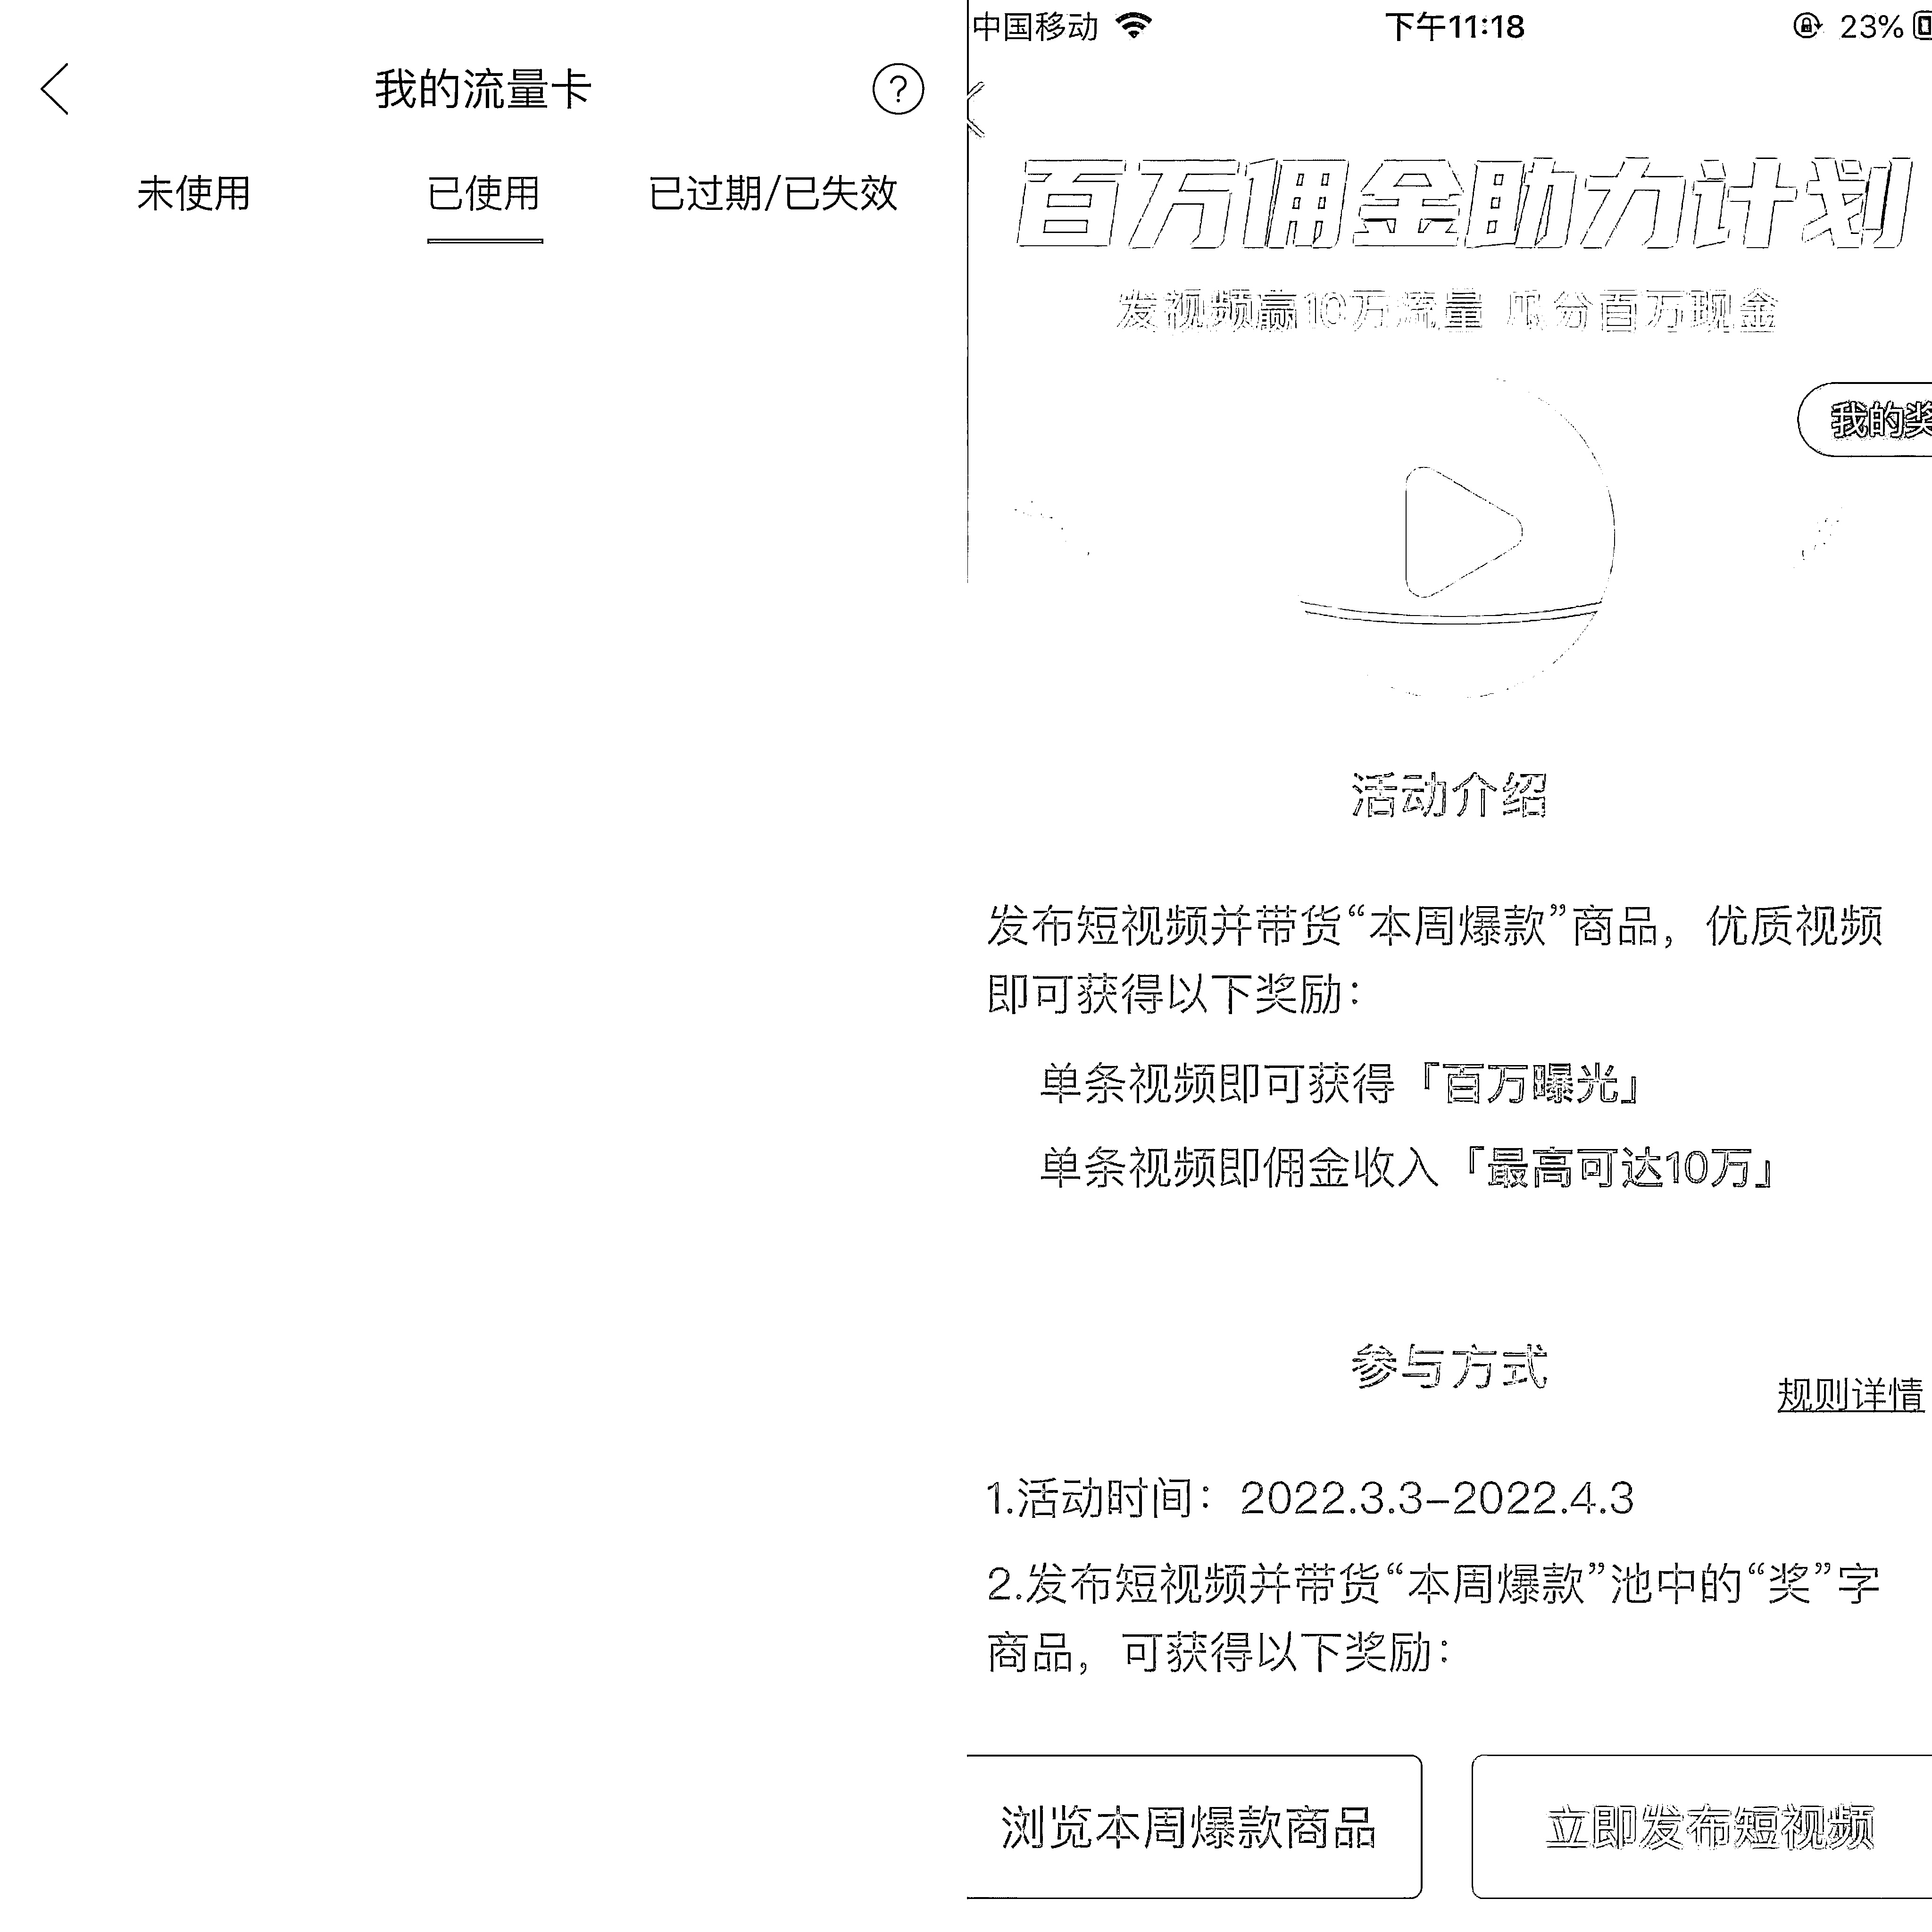 我的流量卡
?
未使用 已使用 已过期/已失效
中国移动 下午11:18 23%
百万佣金助力计划
发视频赢10万流量 瓜分百万现金
我的奖
活动介绍
发布短视频并带货“本周爆款”商品，优质视频
即可获得以下奖励：
单条视频即可获得「百万曝光」
单条视频即佣金收入「最高可达10万」
参与方式
规则详情
1.活动时间：2022.3.3-2022.4.3
2.发布短视频并带货“本周爆款”池中的“奖”字
商品，可获得以下奖励：
浏览本周爆款商品 立即发布短视频